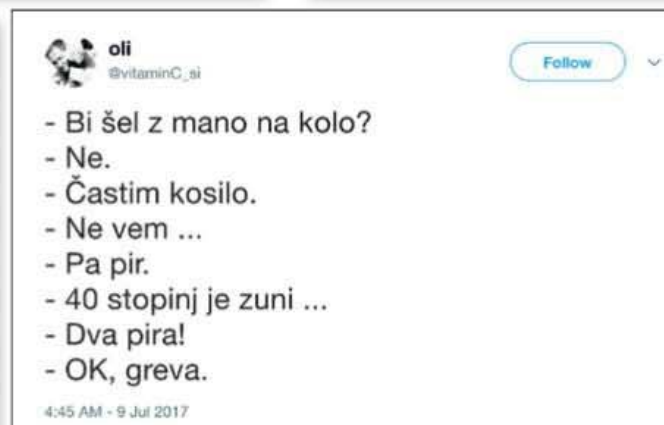 oli
@vitaminC_si
Follow
- Bi šel z mano na kolo?
- Ne.
- Častim kosilo.
- Ne vem ...
- Pa pir.
- 40 stopinj je zuni ...
- Dva pira!
- OK, greva.
4:45 AM - 9 Jul 2017